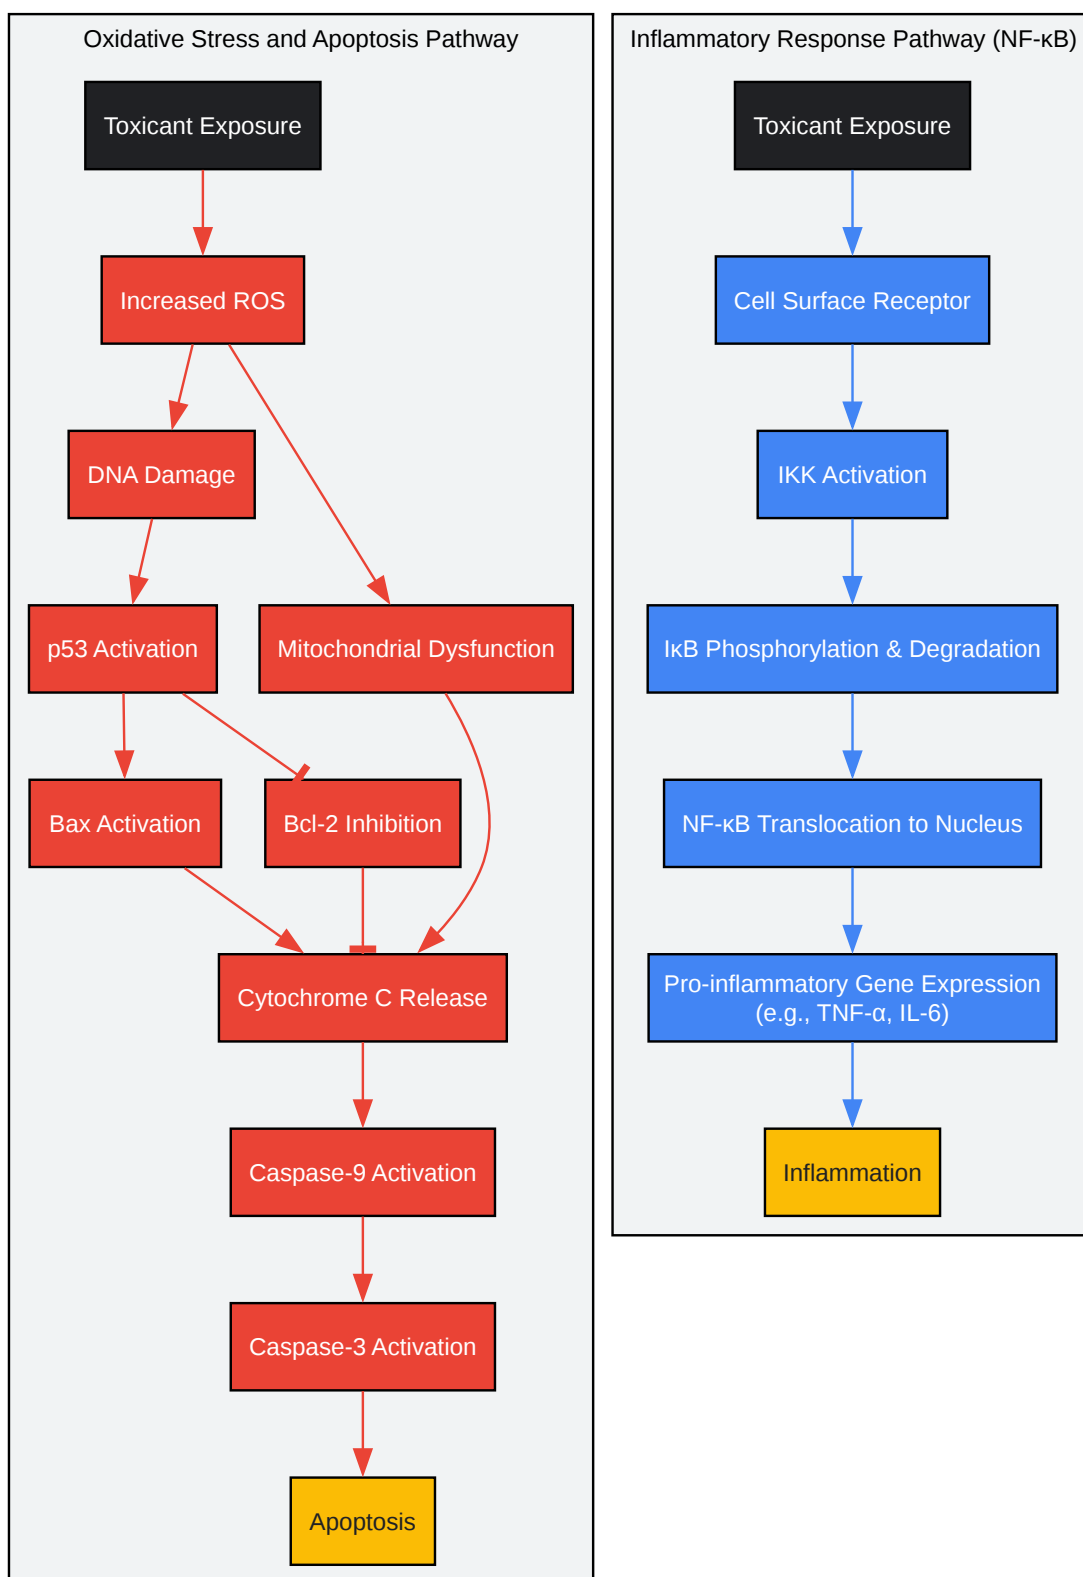 Oxidative Stress and Apoptosis Pathway
Toxicant Exposure
Increased ROS
DNA Damage
p53 Activation
Mitochondrial Dysfunction
Bax Activation
Bcl-2 Inhibition
Cytochrome C Release
Caspase-9 Activation
Caspase-3 Activation
Apoptosis
Inflammatory Response Pathway (NF-κB)
Toxicant Exposure
Cell Surface Receptor
IKK Activation
IκB Phosphorylation & Degradation
NF-κB Translocation to Nucleus
Pro-inflammatory Gene Expression
(e.g., TNF-α, IL-6)
Inflammation